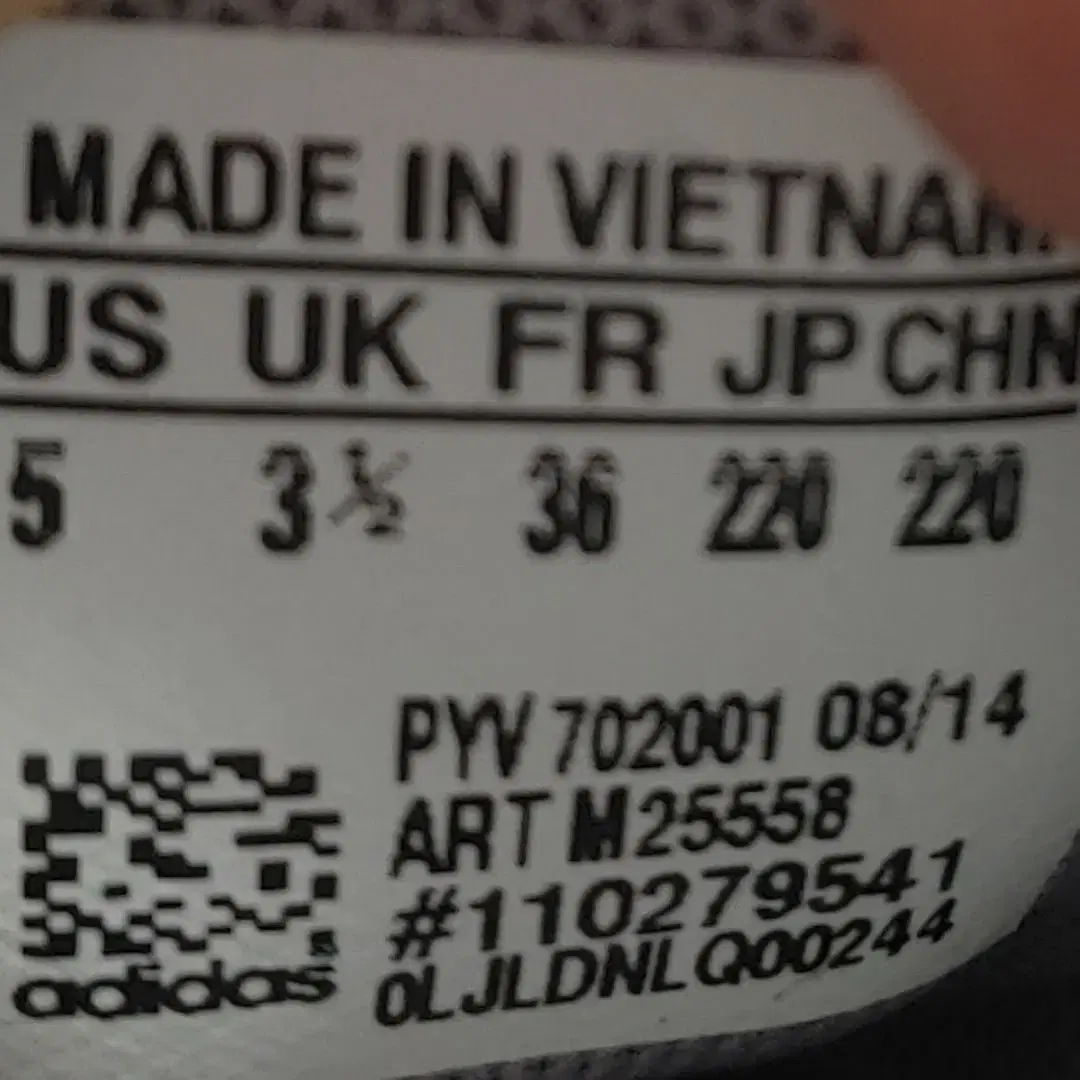 MADE IN VIETNAM
US UK FR JP CHN
5 3½ 36 220 220
PYV 702001 08/14
ART M25558
#110279541
adidas 0LJLDNLQ00244